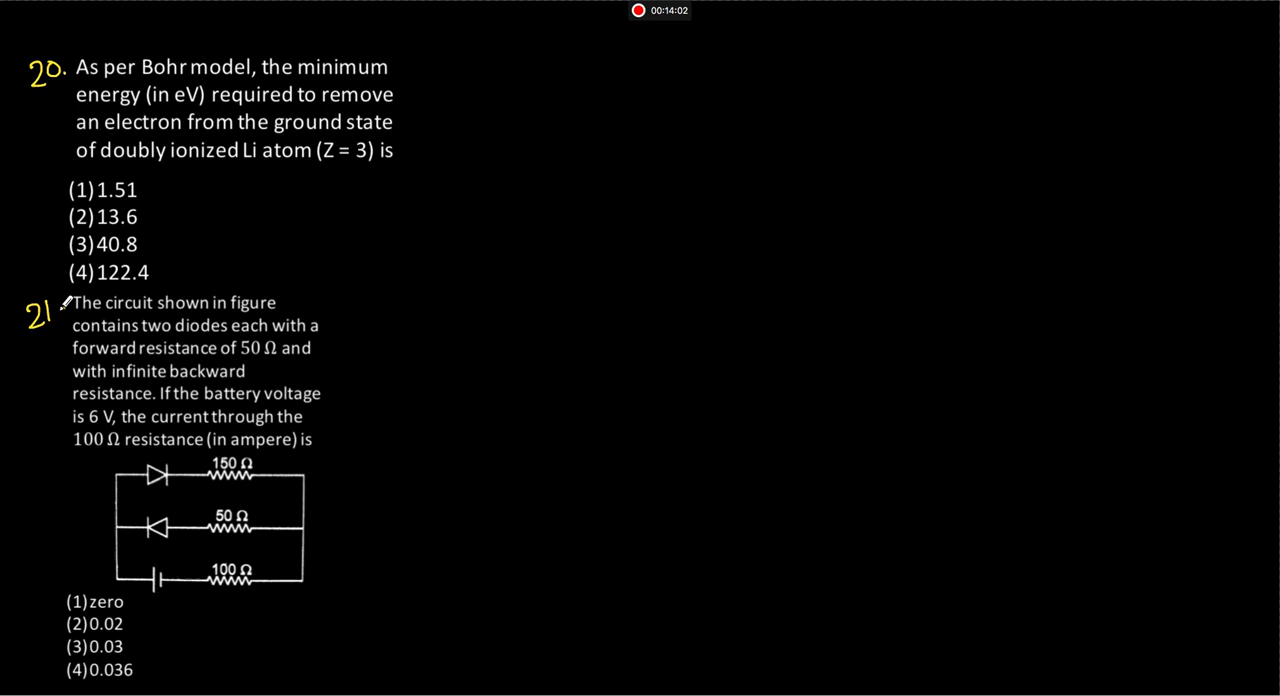 00:14:02
20. As per Bohr model, the minimum
energy (in eV) required to remove
an electron from the ground state
of doubly ionized Li atom (Z = 3) is
(1) 1.51
(2) 13.6
(3) 40.8
(4) 122.4
21 The circuit shown in figure
contains two diodes each with a
forward resistance of 50 Ω and
with infinite backward
resistance. If the battery voltage
is 6 V, the current through the
100 Ω resistance (in ampere) is
150 Ω
50 Ω
100 Ω
(1) zero
(2) 0.02
(3) 0.03
(4) 0.036